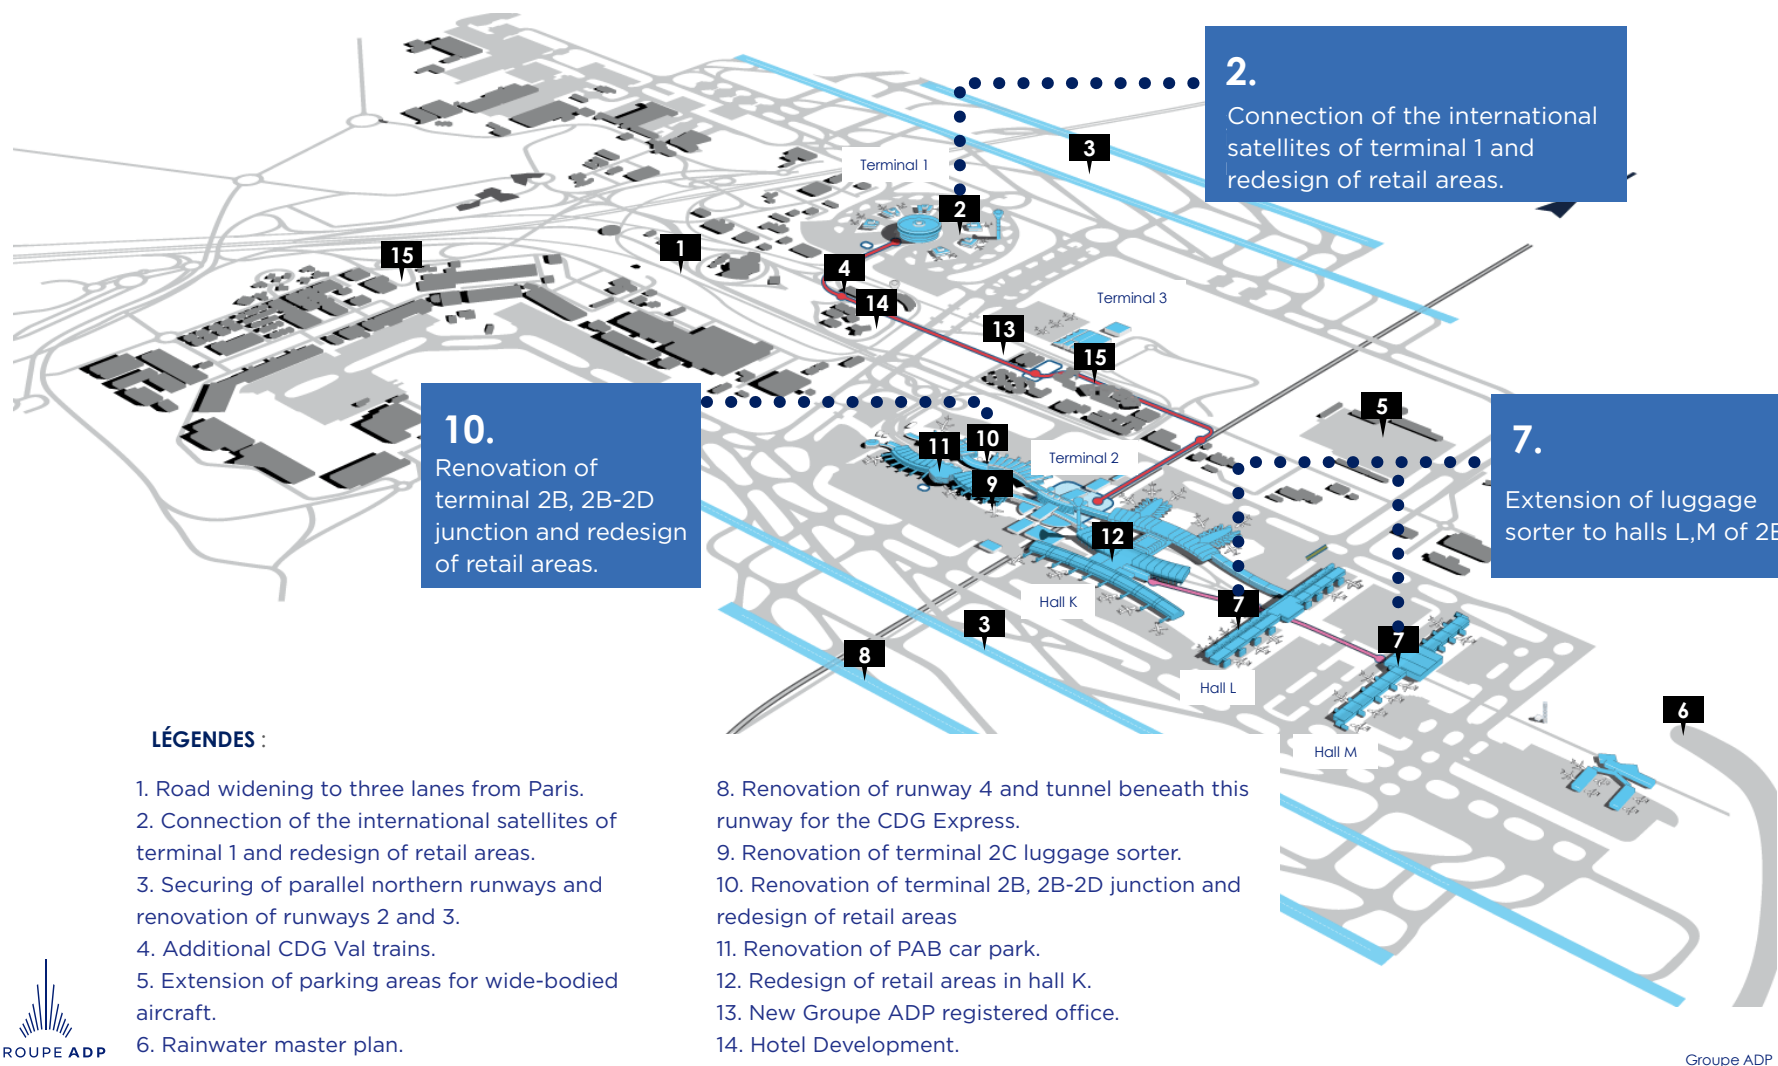 2.
Connection of the international
satellites of terminal 1 and
redesign of retail areas.
3
Terminal 1
2
1
15
4
14
Terminal 3
13
15
10.
Renovation of
terminal 2B, 2B-2D
junction and redesign
of retail areas.
5
7.
Extension of luggage
sorter to halls L,M of 2E
11
10
Terminal 2
9
12
Hall K
7
3
7
8
Hall L
6
Hall M
LÉGENDES :
1. Road widening to three lanes from Paris.
2. Connection of the international satellites of
terminal 1 and redesign of retail areas.
3. Securing of parallel northern runways and
renovation of runways 2 and 3.
4. Additional CDG Val trains.
5. Extension of parking areas for wide-bodied
aircraft.
6. Rainwater master plan.
8. Renovation of runway 4 and tunnel beneath this
runway for the CDG Express.
9. Renovation of terminal 2C luggage sorter.
10. Renovation of terminal 2B, 2B-2D junction and
redesign of retail areas
11. Renovation of PAB car park.
12. Redesign of retail areas in hall K.
13. New Groupe ADP registered office.
14. Hotel Development.
ROUPE ADP
Groupe ADP